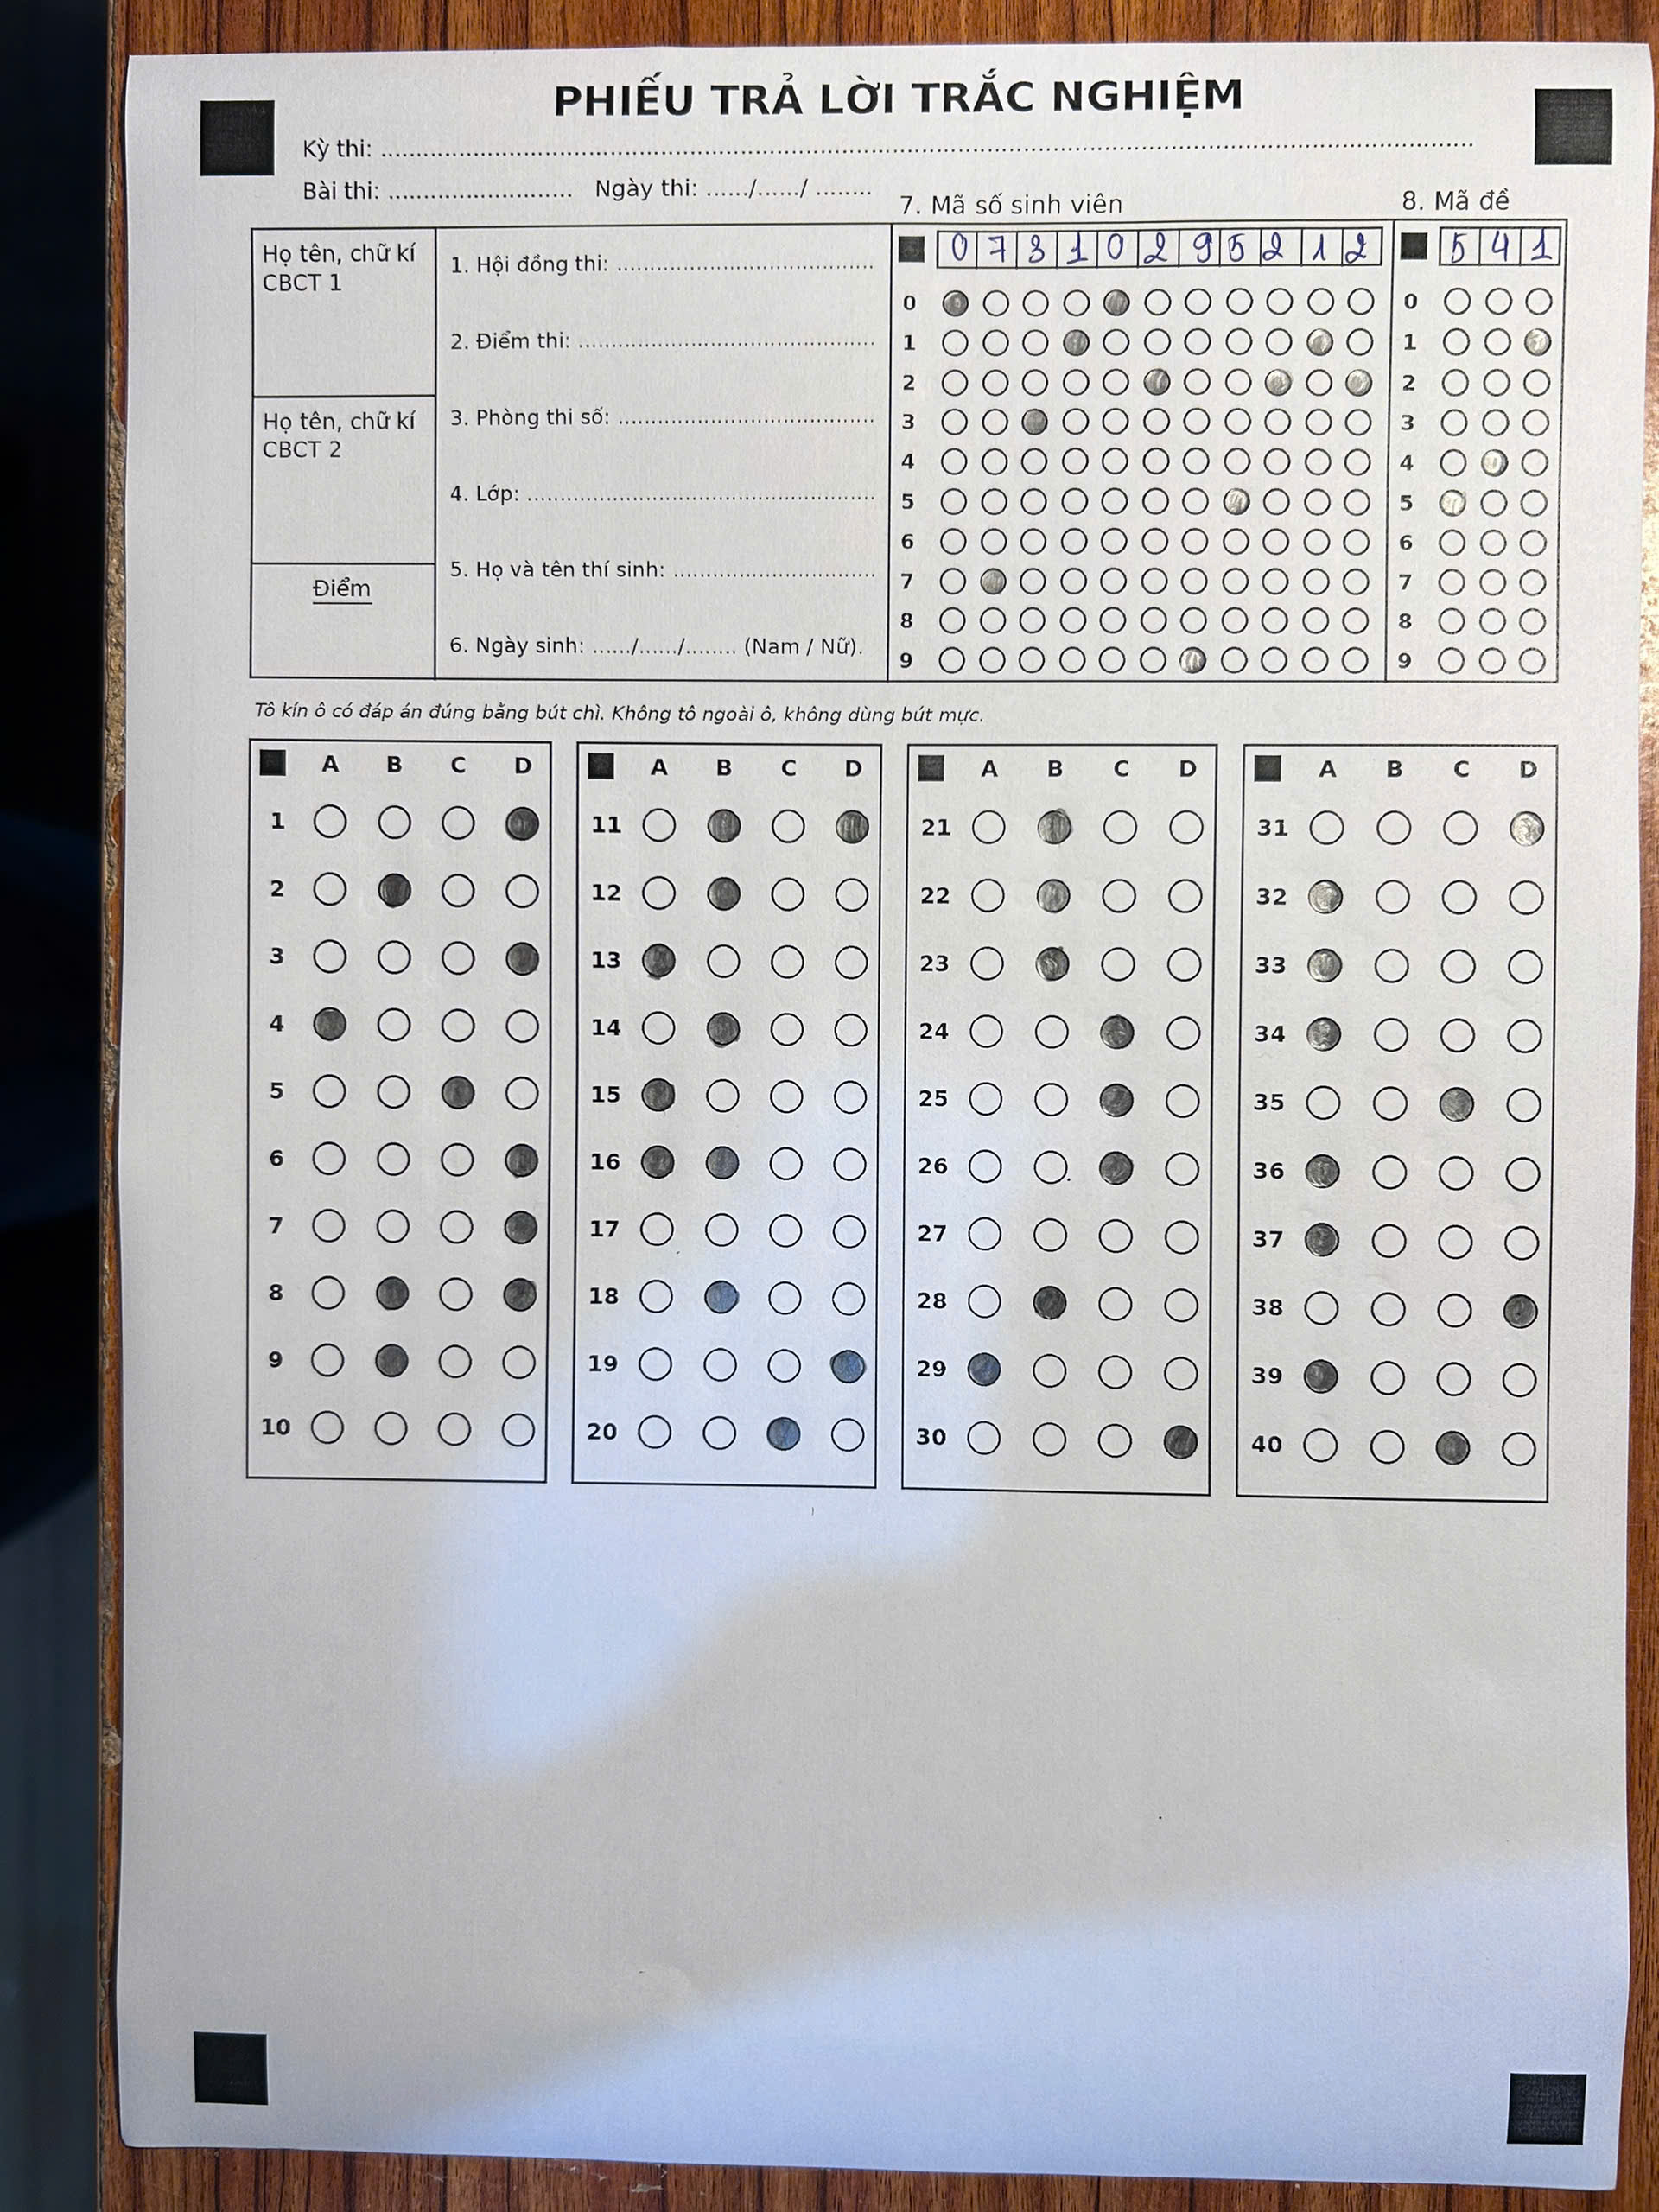 PHIẾU TRẢ LỜI TRẮC NGHIỆM
Kỳ thi: ........................................................................
Bài thi: .......................... Ngày thi: ....../....../ ........
7. Mã số sinh viên
8. Mã đề
Họ tên, chữ kí
CBCT 1
Họ tên, chữ kí
CBCT 2
Điểm
1. Hội đồng thi: .....................................
2. Điểm thi: ..........................................
3. Phòng thi số: .....................................
4. Lớp: ..................................................
5. Họ và tên thí sinh: .............................
6. Ngày sinh: ....../....../........ (Nam / Nữ).
0 7 3 1 0 2 9 5 2 1 2
0
1
2
3
4
5
6
7
8
9
5 4 1
0
1
2
3
4
5
6
7
8
9
Tô kín ô có đáp án đúng bằng bút chì. Không tô ngoài ô, không dùng bút mực.
A B C D
1
2
3
4
5
6
7
8
9
10
A B C D
11
12
13
14
15
16
17
18
19
20
A B C D
21
22
23
24
25
26
27
28
29
30
A B C D
31
32
33
34
35
36
37
38
39
40